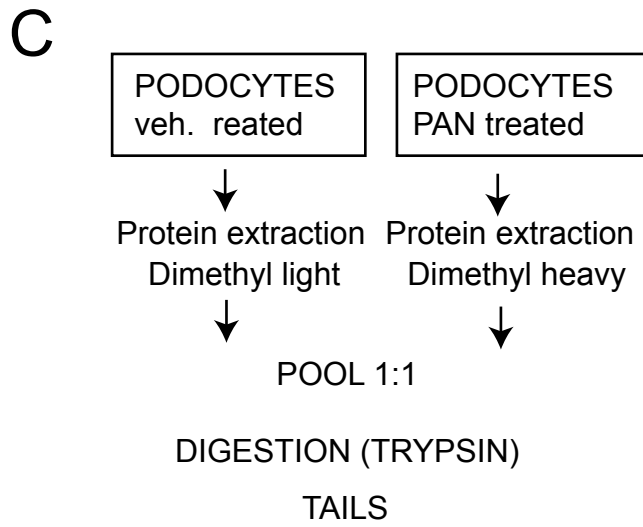 C
PODOCYTES
veh. reated
PODOCYTES
PAN treated
Protein extraction
Dimethyl light
Protein extraction
Dimethyl heavy
POOL 1:1
DIGESTION (TRYPSIN)
TAILS